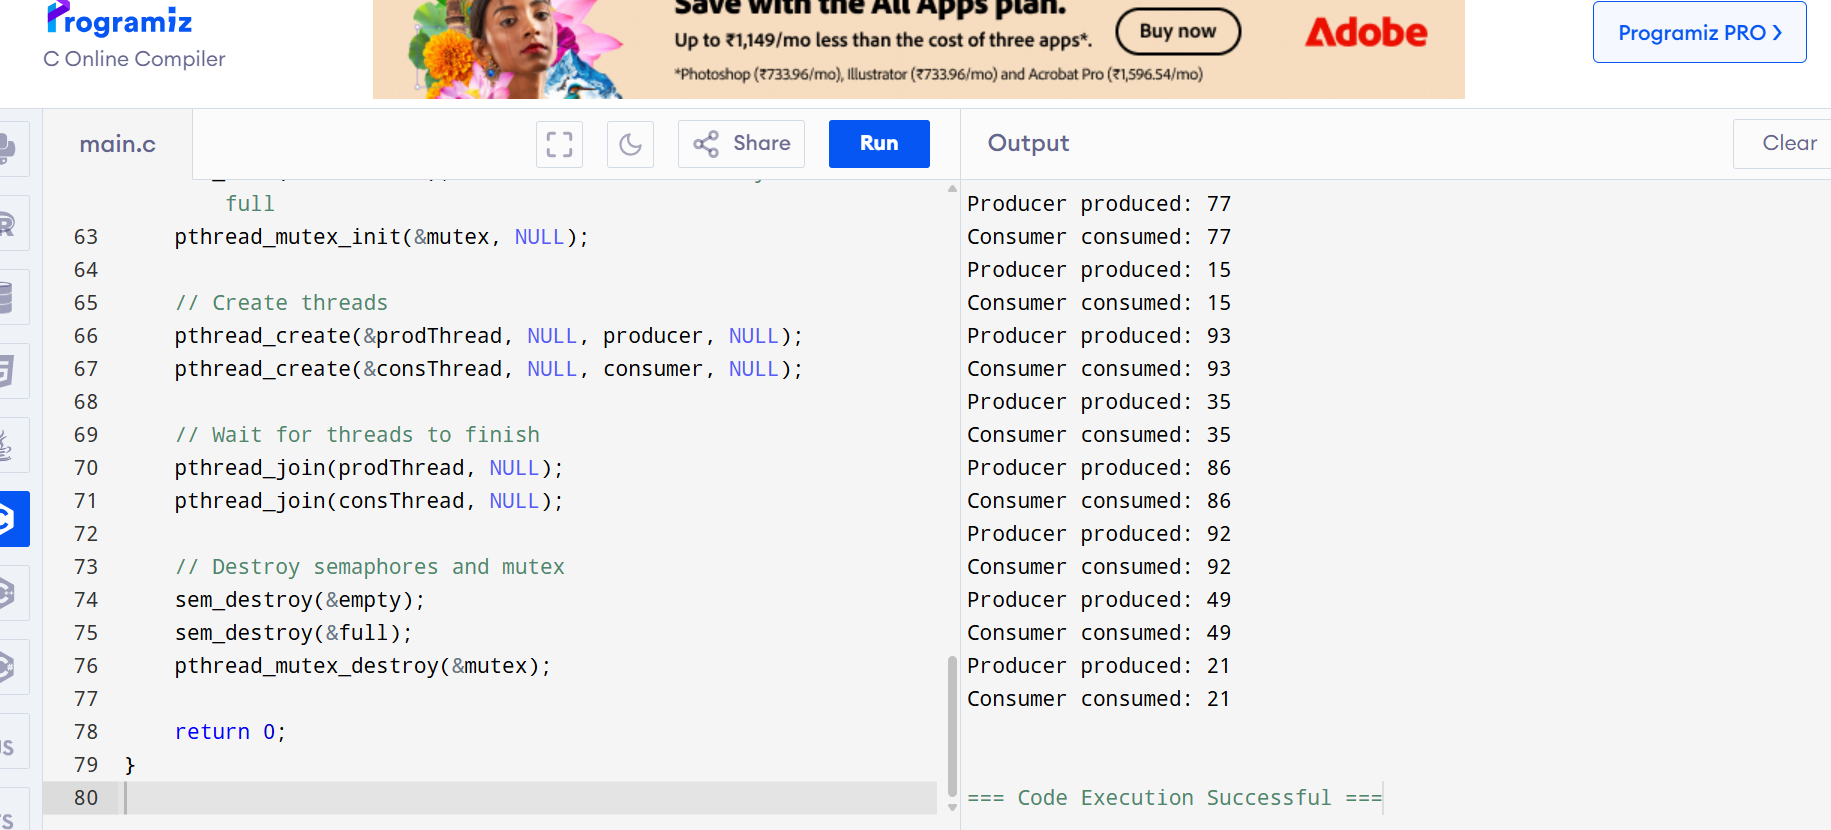 Programiz
C Online Compiler
Save with the All Apps plan.
Up to ₹1,149/mo less than the cost of three apps*.
*Photoshop (₹733.96/mo), Illustrator (₹733.96/mo) and Acrobat Pro (₹1,596.54/mo)
Buy now
Adobe
Programiz PRO ❯
main.c
Share
Run
Output
Clear
full
63 pthread_mutex_init(&mutex, NULL);
64
65 // Create threads
66 pthread_create(&prodThread, NULL, producer, NULL);
67 pthread_create(&consThread, NULL, consumer, NULL);
68
69 // Wait for threads to finish
70 pthread_join(prodThread, NULL);
71 pthread_join(consThread, NULL);
72
73 // Destroy semaphores and mutex
74 sem_destroy(&empty);
75 sem_destroy(&full);
76 pthread_mutex_destroy(&mutex);
77
78 return 0;
79 }
80
Producer produced: 77
Consumer consumed: 77
Producer produced: 15
Consumer consumed: 15
Producer produced: 93
Consumer consumed: 93
Producer produced: 35
Consumer consumed: 35
Producer produced: 86
Consumer consumed: 86
Producer produced: 92
Consumer consumed: 92
Producer produced: 49
Consumer consumed: 49
Producer produced: 21
Consumer consumed: 21
=== Code Execution Successful ===